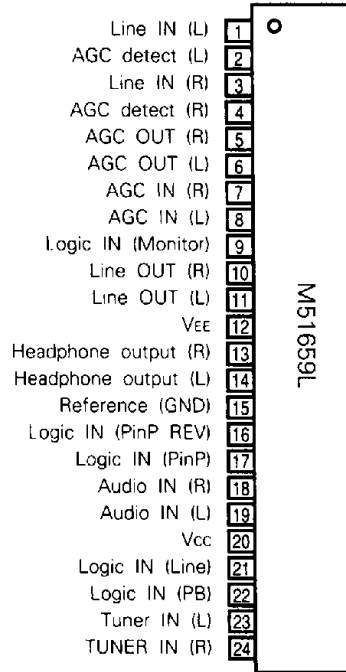 Line IN (L) 1
AGC detect (L) 2
Line IN (R) 3
AGC detect (R) 4
AGC OUT (R) 5
AGC OUT (L) 6
AGC IN (R) 7
AGC IN (L) 8
Logic IN (Monitor) 9
Line OUT (R) 10
Line OUT (L) 11
VEE 12
Headphone output (R) 13
Headphone output (L) 14
Reference (GND) 15
Logic IN (PinP REV) 16
Logic IN (PinP) 17
Audio IN (R) 18
Audio IN (L) 19
Vcc 20
Logic IN (Line) 21
Logic IN (PB) 22
Tuner IN (L) 23
TUNER IN (R) 24
M51659L